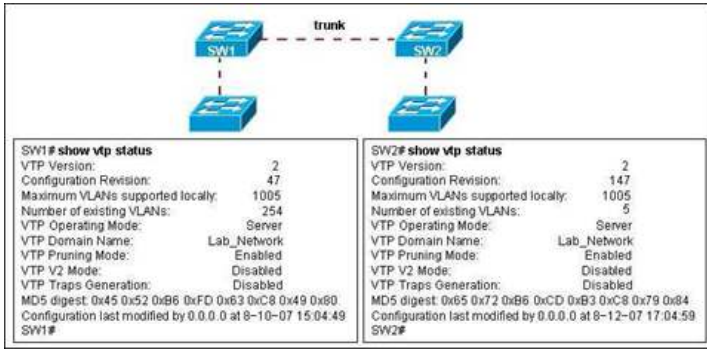 trunk
SW1
SW2
SW1# show vtp status
VTP Version: 2
Configuration Revision: 47
Maximum VLANs supported locally: 1005
Number of existing VLANs: 254
VTP Operating Mode: Server
VTP Domain Name: Lab_Network
VTP Pruning Mode: Enabled
VTP V2 Mode: Disabled
VTP Traps Generation: Disabled
MD5 digest: 0x45 0x52 0xB6 0xFD 0x63 0xC8 0x49 0x80
Configuration last modified by 0.0.0.0 at 8-10-07 15:04:49
SW1#
SW2# show vtp status
VTP Version: 2
Configuration Revision: 147
Maximum VLANs supported locally: 1005
Number of existing VLANs: 5
VTP Operating Mode: Server
VTP Domain Name: Lab_Network
VTP Pruning Mode: Enabled
VTP V2 Mode: Disabled
VTP Traps Generation: Disabled
MD5 digest: 0x65 0x72 0xB6 0xCD 0xB3 0xC8 0x79 0x84
Configuration last modified by 0.0.0.0 at 8-12-07 17:04:59
SW2#